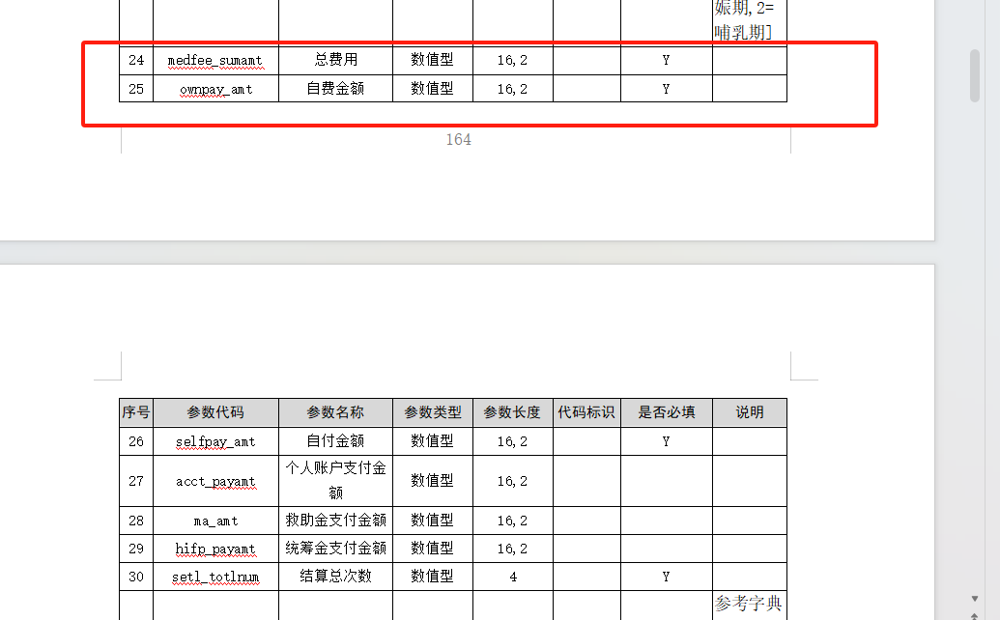 娠期,2=
哺乳期]
24 medfee_sumamt 总费用 数值型 16,2 Y
25 ownpay_amt 自费金额 数值型 16,2 Y
164
序号 参数代码 参数名称 参数类型 参数长度 代码标识 是否必填 说明
26 selfpay_amt 自付金额 数值型 16,2 Y
27 acct_payamt 个人账户支付金
额 数值型 16,2
28 ma_amt 救助金支付金额 数值型 16,2
29 hifp_payamt 统筹金支付金额 数值型 16,2
30 setl_totlnum 结算总次数 数值型 4 Y
参考字典